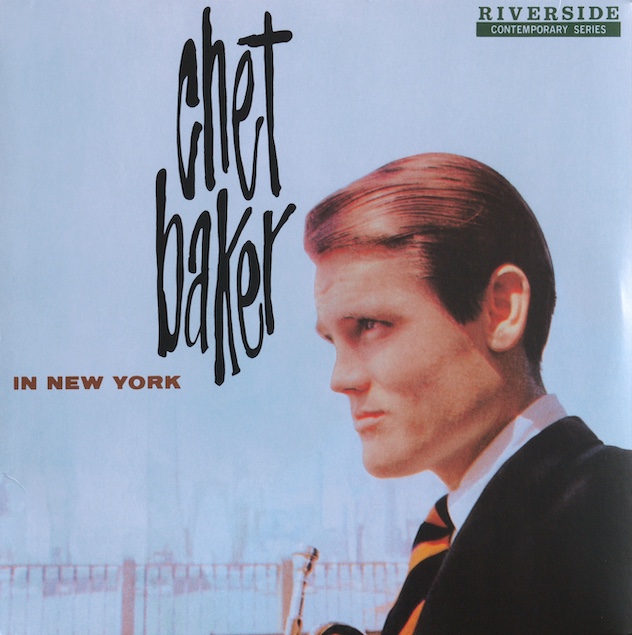 RIVERSIDE
CONTEMPORARY SERIES
chet
baker
IN NEW YORK